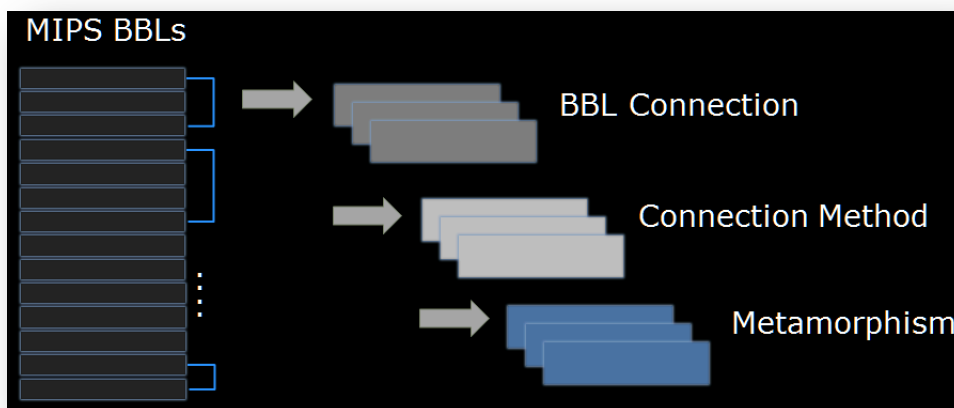 MIPS BBLs
BBL Connection
Connection Method
Metamorphism